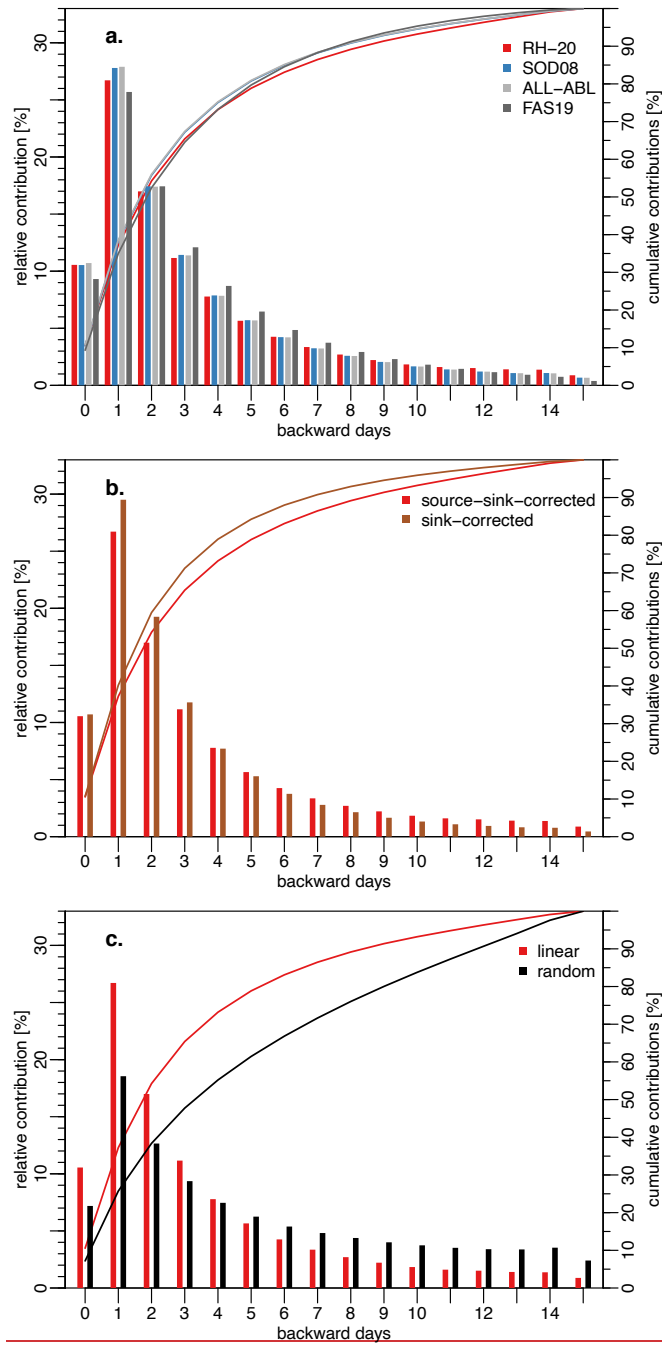 a.
RH−20
SOD08
ALL−ABL
FAS19
relative contribution [%]
0 10 20 30
cumulative contributions [%]
0 10 20 30 40 50 60 70 80 90 100
0 1 2 3 4 5 6 7 8 9 10 12 14
backward days
b.
source−sink−corrected
sink−corrected
relative contribution [%]
0 10 20 30
cumulative contributions [%]
0 10 20 30 40 50 60 70 80 90 100
0 1 2 3 4 5 6 7 8 9 10 12 14
backward days
c.
linear
random
relative contribution [%]
0 10 20 30
cumulative contributions [%]
0 10 20 30 40 50 60 70 80 90 100
0 1 2 3 4 5 6 7 8 9 10 12 14
backward days